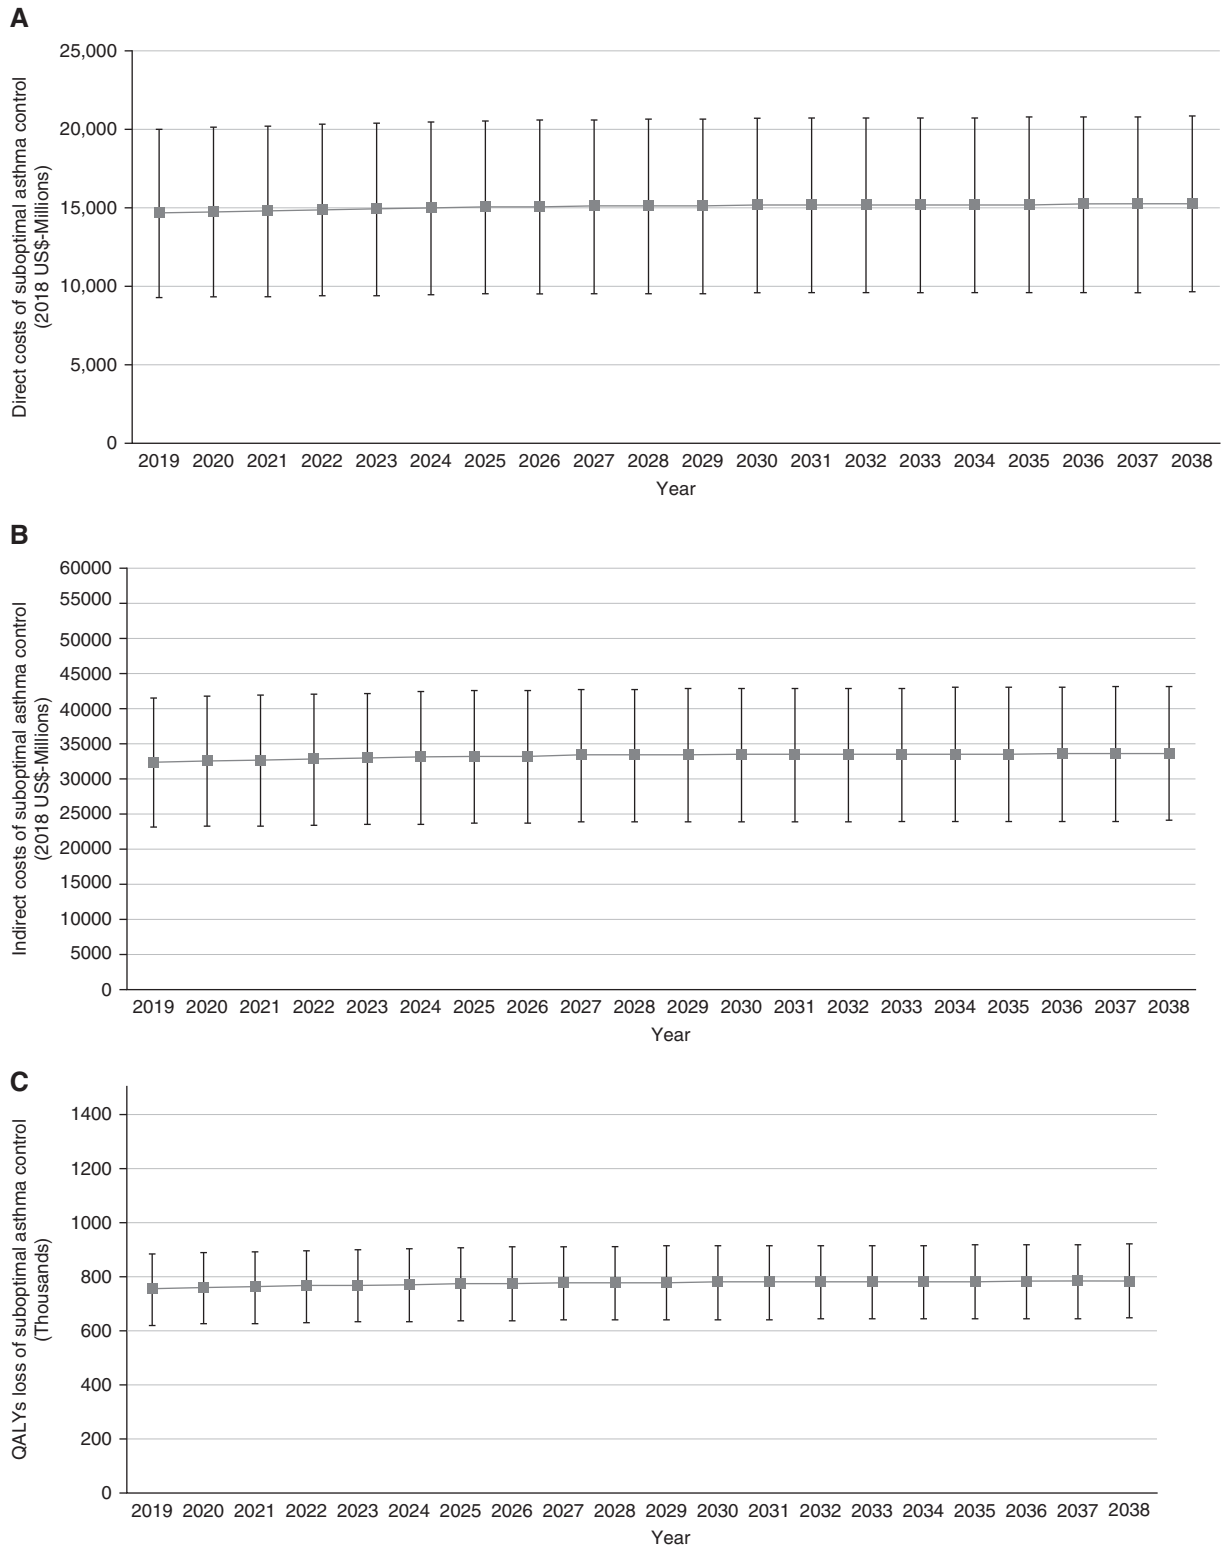 A
Direct costs of suboptimal asthma control
(2018 US$-Millions)
25,000
20,000
15,000
10,000
5,000
0
2019 2020 2021 2022 2023 2024 2025 2026 2027 2028 2029 2030 2031 2032 2033 2034 2035 2036 2037 2038
Year
B
Indirect costs of suboptimal asthma control
(2018 US$-Millions)
60000
55000
50000
45000
40000
35000
30000
25000
20000
15000
10000
5000
0
2019 2020 2021 2022 2023 2024 2025 2026 2027 2028 2029 2030 2031 2032 2033 2034 2035 2036 2037 2038
Year
C
QALYs loss of suboptimal asthma control
(Thousands)
1400
1200
1000
800
600
400
200
0
2019 2020 2021 2022 2023 2024 2025 2026 2027 2028 2029 2030 2031 2032 2033 2034 2035 2036 2037 2038
Year